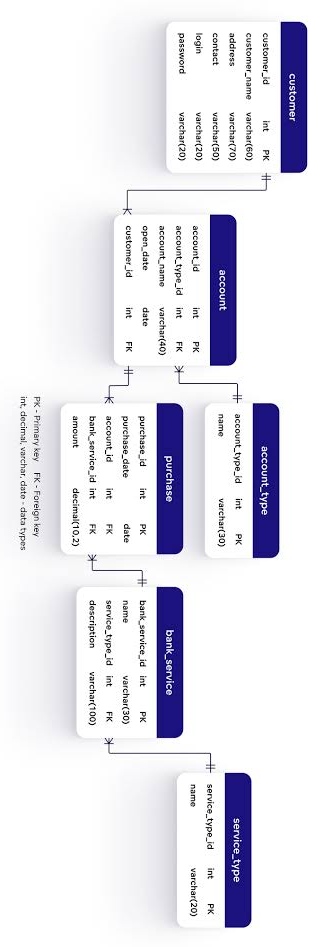 customer
customer_id int PK
customer_name varchar(60)
address varchar(70)
contact varchar(50)
login varchar(20)
password varchar(20)
account
account_id int PK
account_type_id int FK
account_name varchar(40)
open_date date
customer_id int FK
account_type
account_type_id int PK
name varchar(30)
purchase
purchase_id int PK
purchase_date date
account_id int FK
bank_service_id int FK
amount decimal(10,2)
bank_service
bank_service_id int PK
name varchar(30)
service_type_id int FK
description varchar(100)
service_type
service_type_id int PK
name varchar(20)
PK - Primary key FK - Foreign key
int, decimal, varchar, date - data types